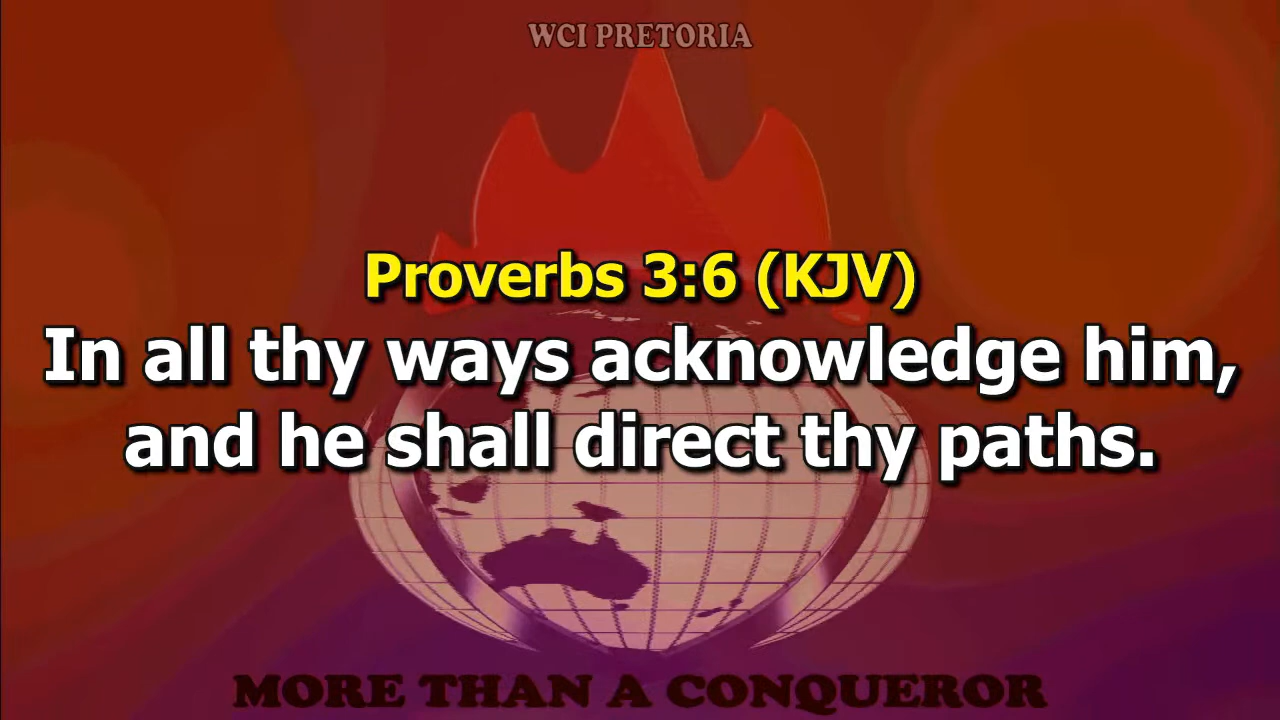 WCI PRETORIA
Proverbs 3:6 (KJV)
In all thy ways acknowledge him,
and he shall direct thy paths.
MORE THAN A CONQUEROR